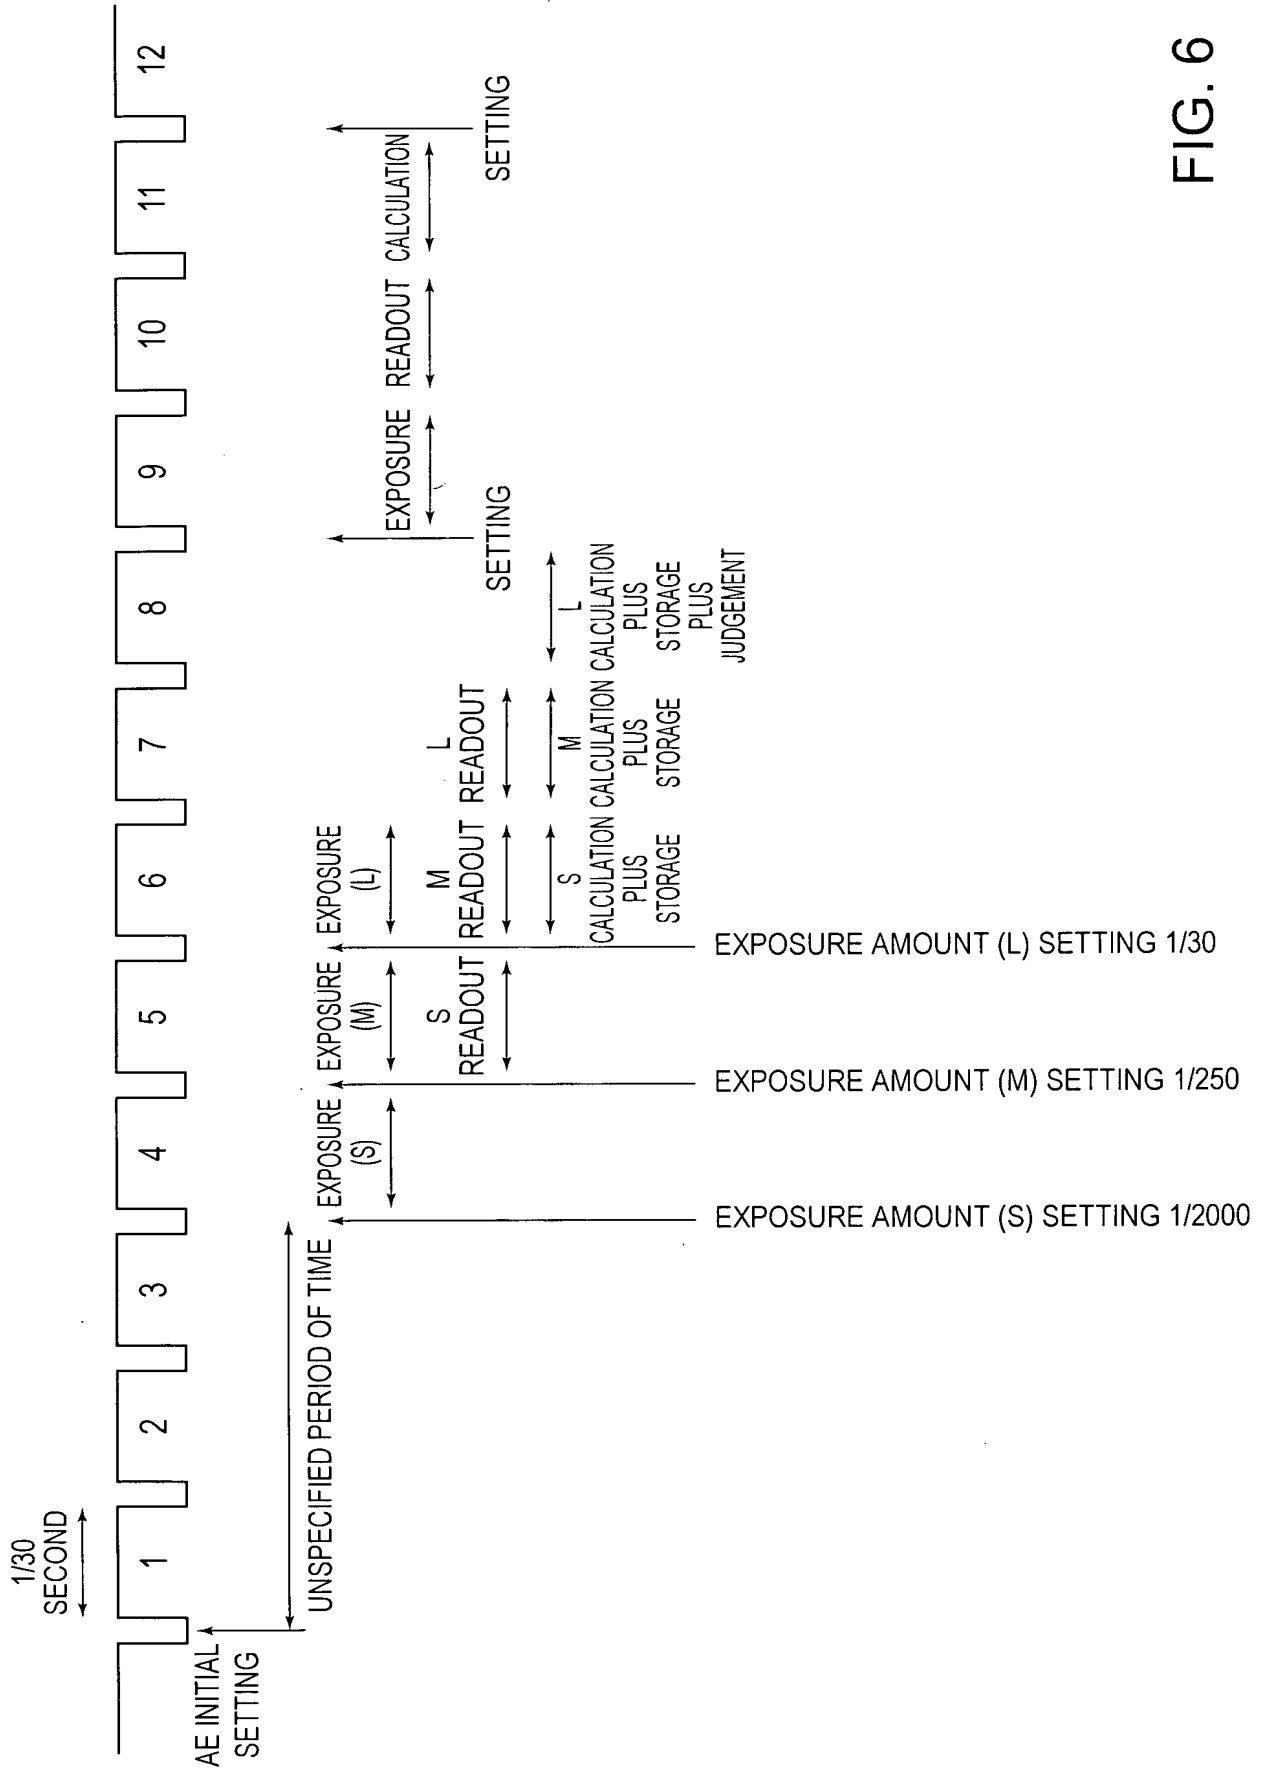 1/30
SECOND
1
2
3
4
5
6
7
8
9
10
11
12
AE INITIAL
SETTING
UNSPECIFIED PERIOD OF TIME
EXPOSURE
(S)
EXPOSURE
(M)
EXPOSURE
(L)
S
READOUT
M
READOUT
L
READOUT
S
CALCULATION
PLUS
STORAGE
M
CALCULATION
PLUS
STORAGE
L
CALCULATION
PLUS
STORAGE
PLUS
JUDGEMENT
SETTING
EXPOSURE
READOUT
CALCULATION
SETTING
EXPOSURE AMOUNT (L) SETTING 1/30
EXPOSURE AMOUNT (M) SETTING 1/250
EXPOSURE AMOUNT (S) SETTING 1/2000
FIG. 6